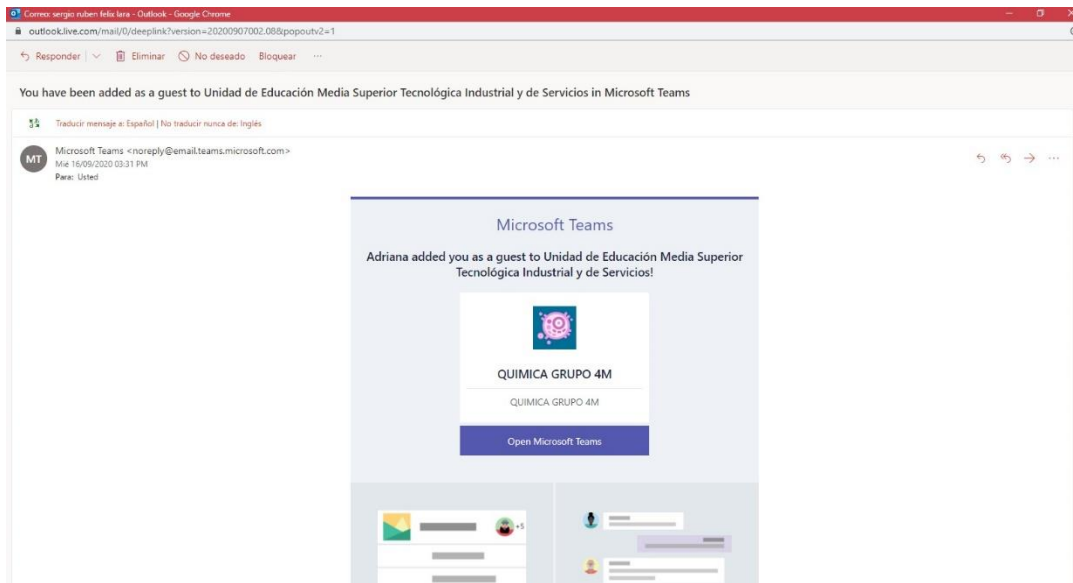 Correo: sergio ruben felix lara - Outlook - Google Chrome
outlook.live.com/mail/0/deeplink?version=20200907002.08&popoutv2=1
Responder Eliminar No deseado Bloquear ...
You have been added as a guest to Unidad de Educación Media Superior Tecnológica Industrial y de Servicios in Microsoft Teams
Traducir mensaje a: Español | No traducir nunca de: Inglés
MT
Microsoft Teams <noreply@email.teams.microsoft.com>
Mié 16/09/2020 03:31 PM
Para: Usted
Microsoft Teams
Adriana added you as a guest to Unidad de Educación Media Superior
Tecnológica Industrial y de Servicios!
QUIMICA GRUPO 4M
QUIMICA GRUPO 4M
Open Microsoft Teams
+5